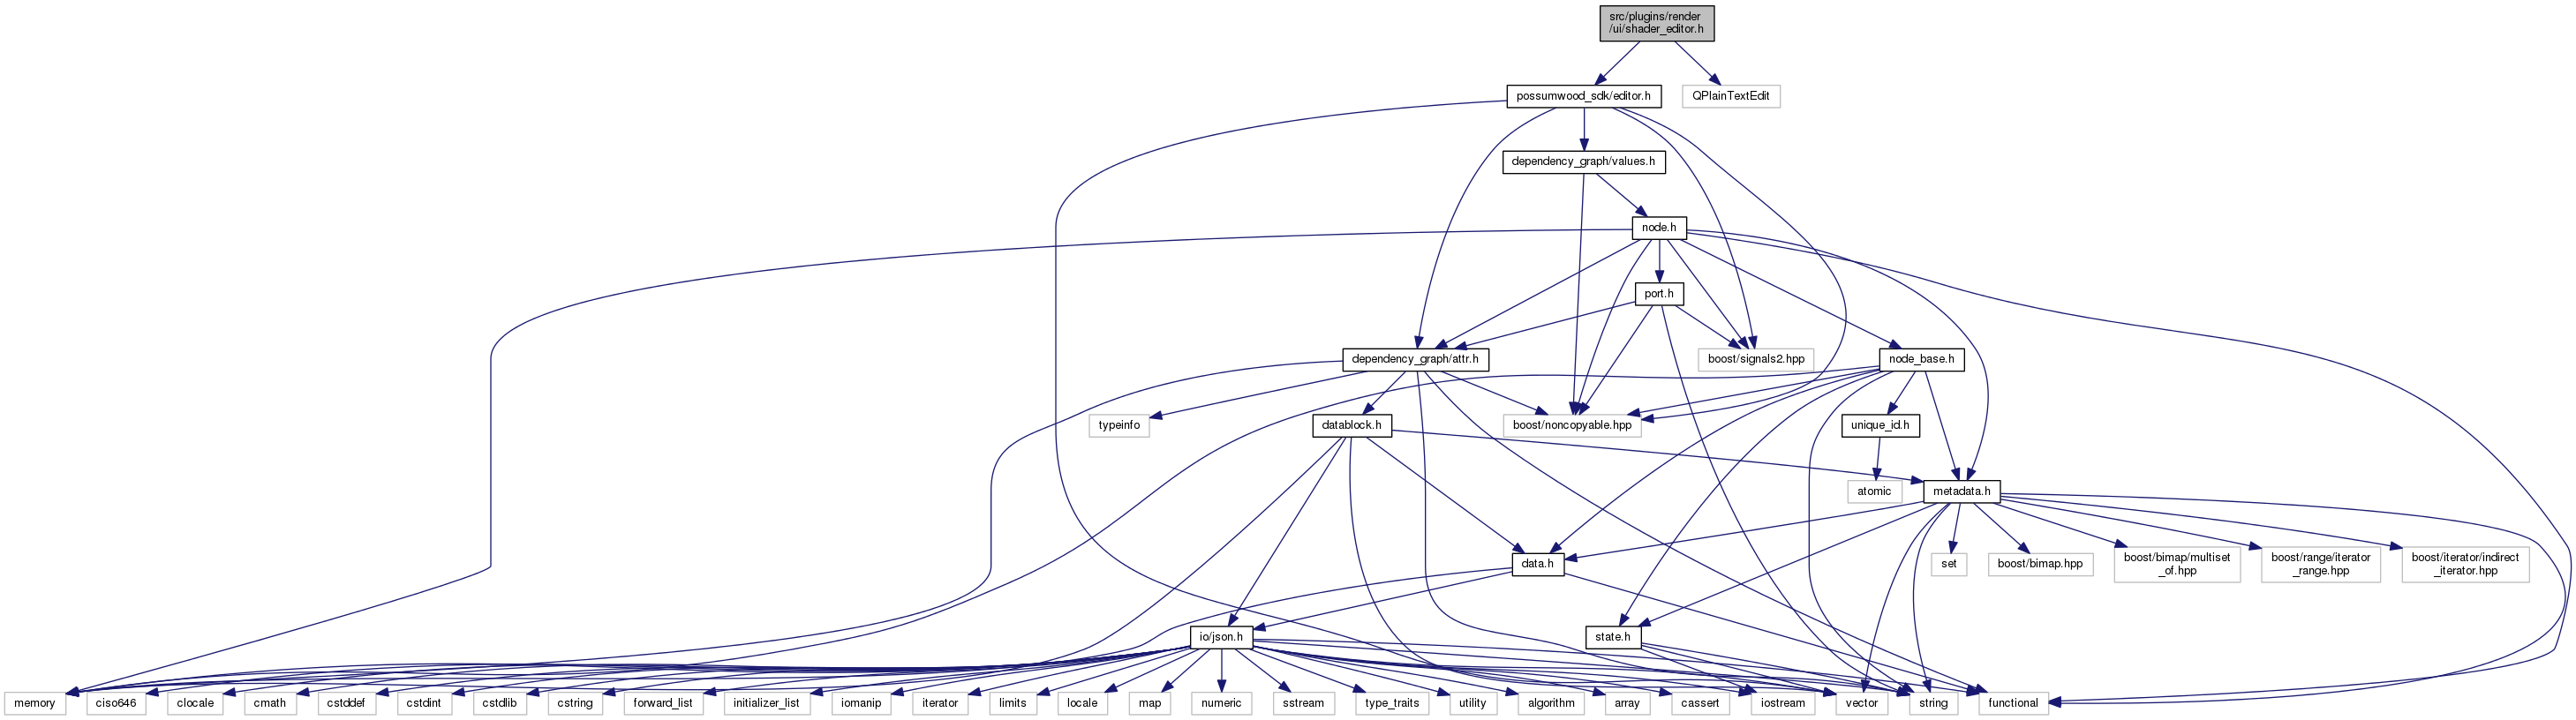 src/plugins/render
/ui/shader_editor.h
possumwood_sdk/editor.h
QPlainTextEdit
dependency_graph/values.h
node.h
port.h
dependency_graph/attr.h
boost/signals2.hpp
node_base.h
typeinfo
datablock.h
boost/noncopyable.hpp
unique_id.h
atomic
metadata.h
data.h
set
boost/bimap.hpp
boost/bimap/multiset
_of.hpp
boost/range/iterator
_range.hpp
boost/iterator/indirect
_iterator.hpp
io/json.h
state.h
memory
ciso646
clocale
cmath
cstddef
cstdint
cstdlib
cstring
forward_list
initializer_list
iomanip
iterator
limits
locale
map
numeric
sstream
type_traits
utility
algorithm
array
cassert
iostream
vector
string
functional